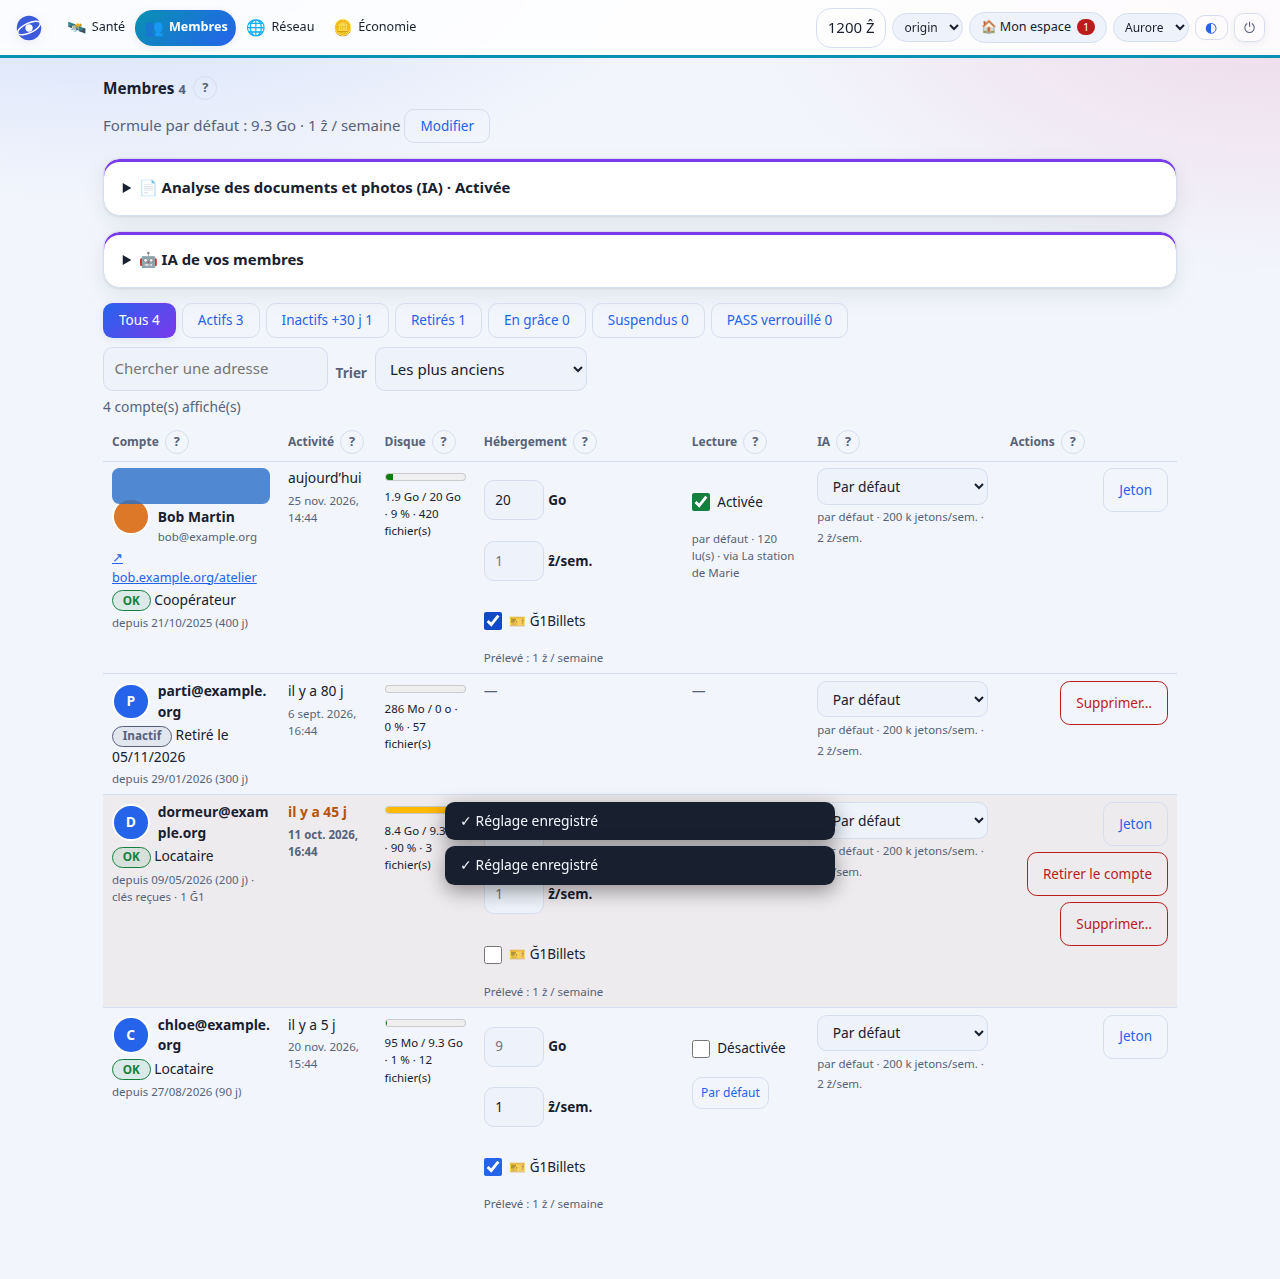 Santé
Membres
Réseau
Économie
1200 Ẑ
origin
Mon espace 1
Aurore
Membres 4 ?
Formule par défaut : 9.3 Go · 1 ẑ / semaine Modifier
Analyse des documents et photos (IA) · Activée
IA de vos membres
Tous 4
Actifs 3
Inactifs +30 j 1
Retirés 1
En grâce 0
Suspendus 0
PASS verrouillé 0
Chercher une adresse
Trier
Les plus anciens
4 compte(s) affiché(s)
Compte ?
Activité ?
Disque ?
Hébergement ?
Lecture ?
IA ?
Actions ?
Bob Martin
bob@example.org
↗
bob.example.org/atelier
OK Coopérateur
depuis 21/10/2025 (400 j)
aujourd’hui
25 nov. 2026,
14:44
1.9 Go / 20 Go
· 9 % · 420
fichier(s)
20 Go
1 ẑ/sem.
Ğ1Billets
Prélevé : 1 ẑ / semaine
Activée
par défaut · 120
lu(s) · via La station
de Marie
Par défaut
par défaut · 200 k jetons/sem. ·
2 ẑ/sem.
Jeton
P
parti@example.
org
Inactif Retiré le
05/11/2026
depuis 29/01/2026 (300 j)
il y a 80 j
6 sept. 2026,
16:44
286 Mo / 0 o ·
0 % · 57
fichier(s)
—
—
Par défaut
par défaut · 200 k jetons/sem. ·
2 ẑ/sem.
Supprimer…
D
dormeur@exam
ple.org
OK Locataire
depuis 09/05/2026 (200 j) ·
clés reçues · 1 Ğ1
il y a 45 j
11 oct. 2026,
16:44
8.4 Go / 9.3
· 90 % · 3
fichier(s)
✓ Réglage enregistré
✓ Réglage enregistré
1 ẑ/sem.
Ğ1Billets
Prélevé : 1 ẑ / semaine
Par défaut
défaut · 200 k jetons/sem. ·
/sem.
Jeton
Retirer le compte
Supprimer…
C
chloe@example.
org
OK Locataire
depuis 27/08/2026 (90 j)
il y a 5 j
20 nov. 2026,
15:44
95 Mo / 9.3 Go
· 1 % · 12
fichier(s)
9 Go
1 ẑ/sem.
Ğ1Billets
Prélevé : 1 ẑ / semaine
Désactivée
Par défaut
Par défaut
par défaut · 200 k jetons/sem. ·
2 ẑ/sem.
Jeton